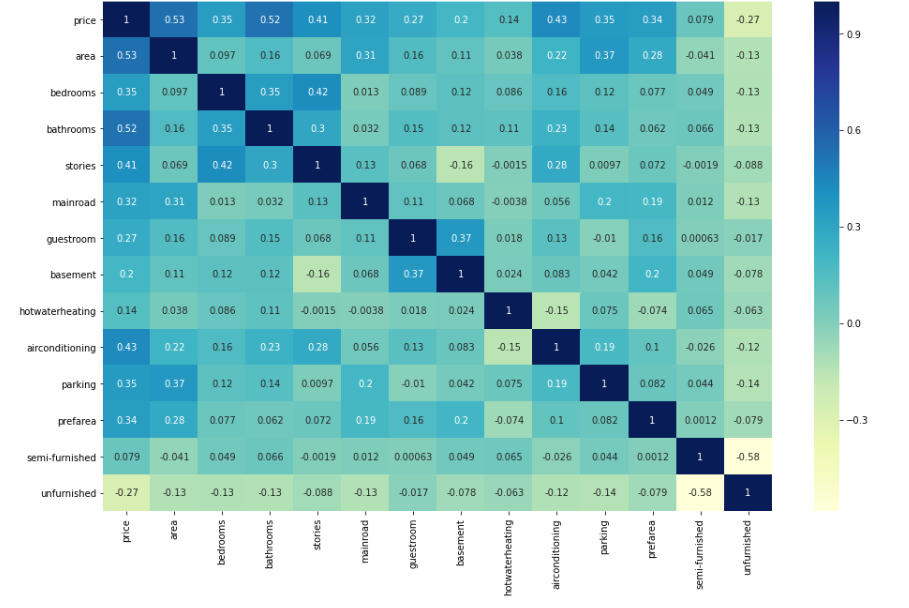 price 1 0.53 0.35 0.52 0.41 0.32 0.27 0.2 0.14 0.43 0.35 0.34 0.079 -0.27
area 0.53 1 0.097 0.16 0.069 0.31 0.16 0.11 0.038 0.22 0.37 0.28 -0.041 -0.13
bedrooms 0.35 0.097 1 0.35 0.42 0.013 0.089 0.12 0.086 0.16 0.12 0.077 0.049 -0.13
bathrooms 0.52 0.16 0.35 1 0.3 0.032 0.15 0.12 0.11 0.23 0.14 0.062 0.066 -0.13
stories 0.41 0.069 0.42 0.3 1 0.13 0.068 -0.16 -0.0015 0.28 0.0097 0.072 -0.0019 -0.088
mainroad 0.32 0.31 0.013 0.032 0.13 1 0.11 0.068 -0.0038 0.056 0.2 0.19 0.012 -0.13
guestroom 0.27 0.16 0.089 0.15 0.068 0.11 1 0.37 0.018 0.13 -0.01 0.16 0.00063 -0.017
basement 0.2 0.11 0.12 0.12 -0.16 0.068 0.37 1 0.024 0.083 0.042 0.2 0.049 -0.078
hotwaterheating 0.14 0.038 0.086 0.11 -0.0015 -0.0038 0.018 0.024 1 -0.15 0.075 -0.074 0.065 -0.063
airconditioning 0.43 0.22 0.16 0.23 0.28 0.056 0.13 0.083 -0.15 1 0.19 0.1 -0.026 -0.12
parking 0.35 0.37 0.12 0.14 0.0097 0.2 -0.01 0.042 0.075 0.19 1 0.082 0.044 -0.14
prefarea 0.34 0.28 0.077 0.062 0.072 0.19 0.16 0.2 -0.074 0.1 0.082 1 0.0012 -0.079
semi-furnished 0.079 -0.041 0.049 0.066 -0.0019 0.012 0.00063 0.049 0.065 -0.026 0.044 0.0012 1 -0.58
unfurnished -0.27 -0.13 -0.13 -0.13 -0.088 -0.13 -0.017 -0.078 -0.063 -0.12 -0.14 -0.079 -0.58 1
price area bedrooms bathrooms stories mainroad guestroom basement hotwaterheating airconditioning parking prefarea semi-furnished unfurnished
0.9
0.6
0.3
0.0
−0.3